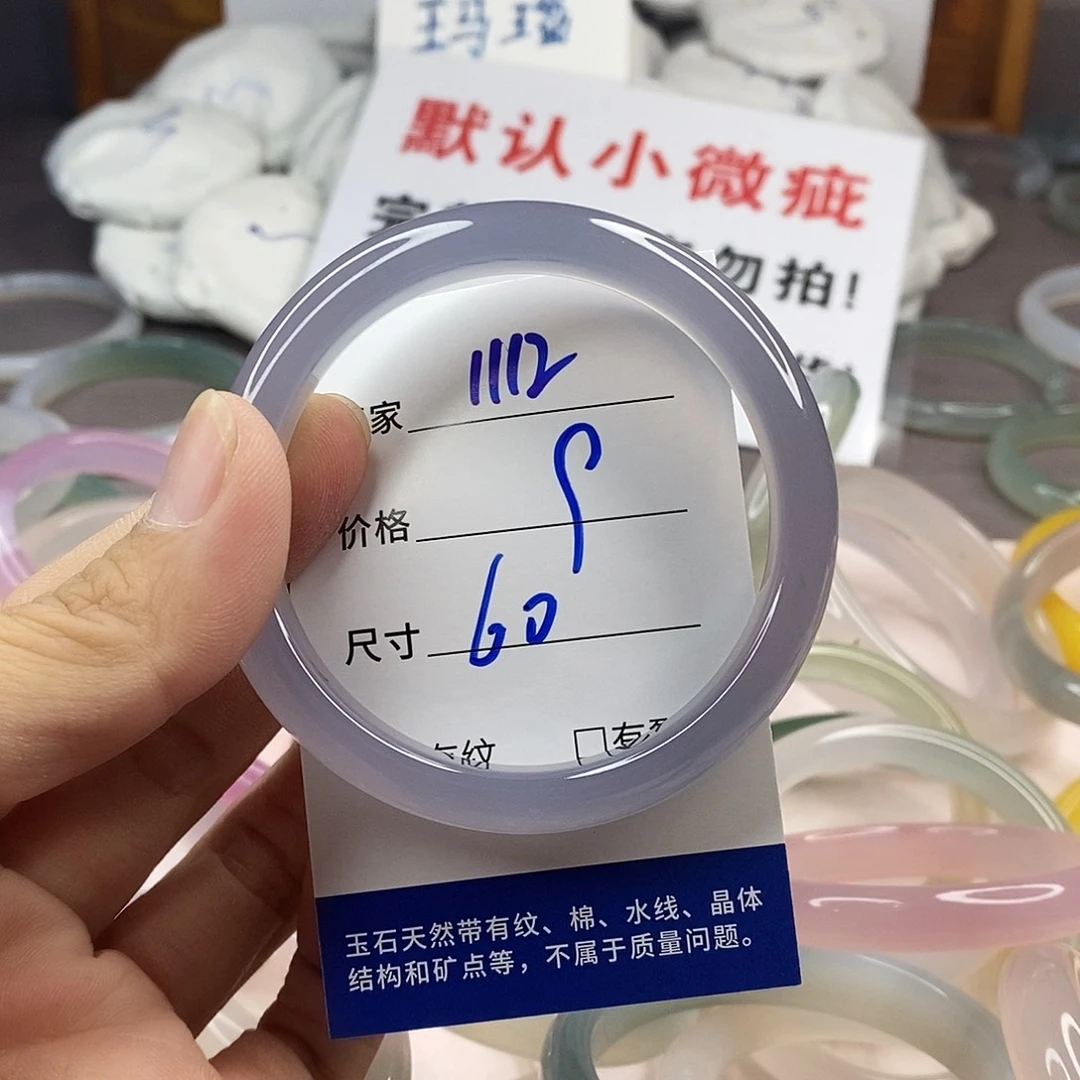 玛瑙
默认小微疵
勿拍!
家 1112
价格
尺寸 60
纹 □有
玉石天然带有纹、棉、水线、晶体
结构和矿点等，不属于质量问题。